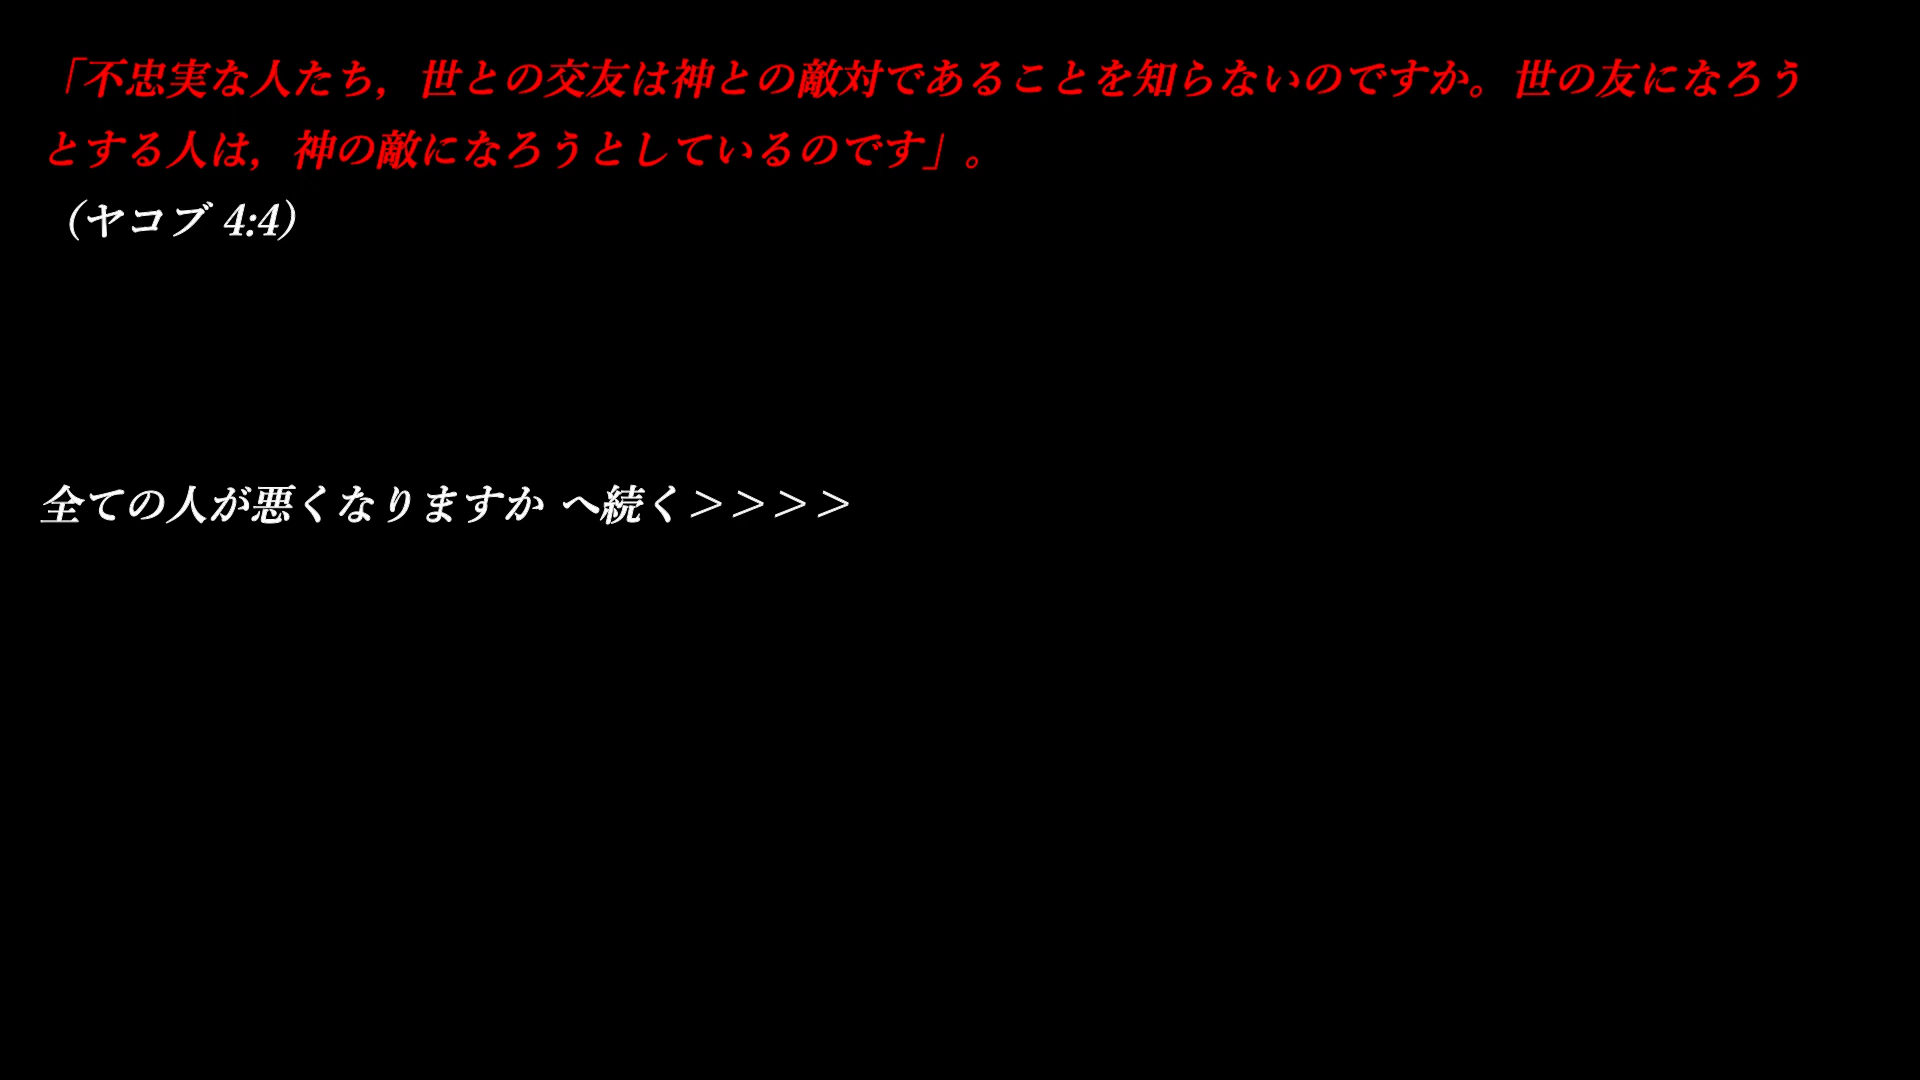 「不忠実な人たち，世との交友は神との敵対であることを知らないのですか。世の友になろう
とする人は，神の敵になろうとしているのです」。
（ヤコブ 4:4）
全ての人が悪くなりますか へ続く＞＞＞＞